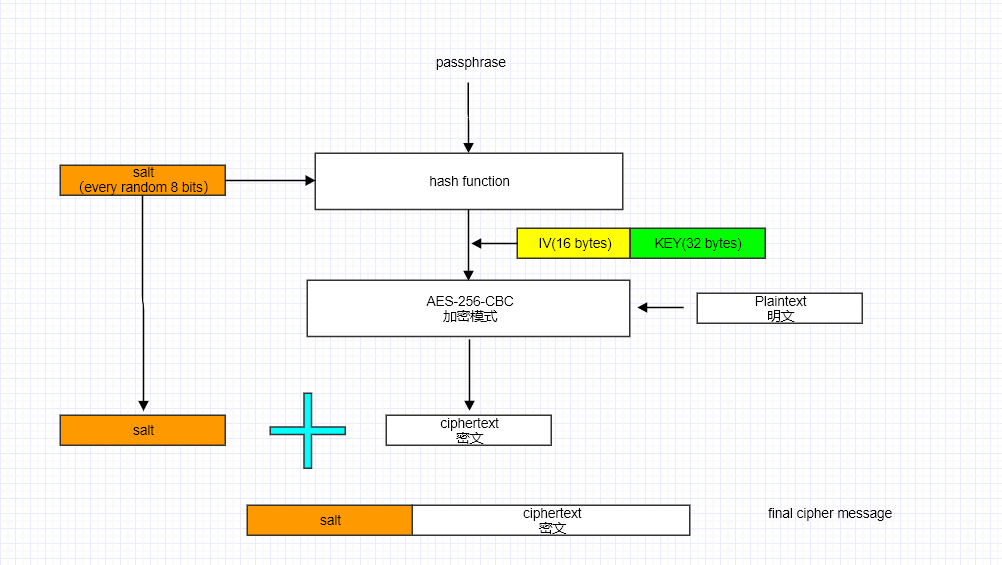 passphrase
salt
（every random 8 bits）
hash function
IV(16 bytes)
KEY(32 bytes)
AES-256-CBC
加密模式
Plaintext
明文
salt
ciphertext
密文
salt
ciphertext
密文
final cipher message